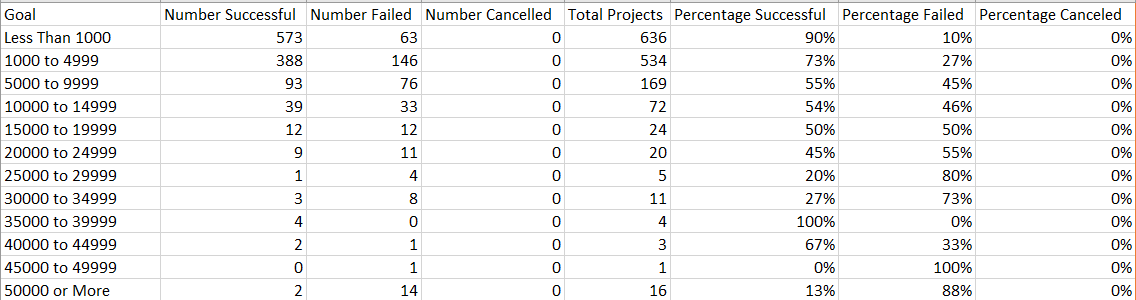 Goal Number Successful Number Failed Number Cancelled Total Projects Percentage Successful Percentage Failed Percentage Canceled
Less Than 1000 573 63 0 636 90% 10% 0%
1000 to 4999 388 146 0 534 73% 27% 0%
5000 to 9999 93 76 0 169 55% 45% 0%
10000 to 14999 39 33 0 72 54% 46% 0%
15000 to 19999 12 12 0 24 50% 50% 0%
20000 to 24999 9 11 0 20 45% 55% 0%
25000 to 29999 1 4 0 5 20% 80% 0%
30000 to 34999 3 8 0 11 27% 73% 0%
35000 to 39999 4 0 0 4 100% 0% 0%
40000 to 44999 2 1 0 3 67% 33% 0%
45000 to 49999 0 1 0 1 0% 100% 0%
50000 or More 2 14 0 16 13% 88% 0%